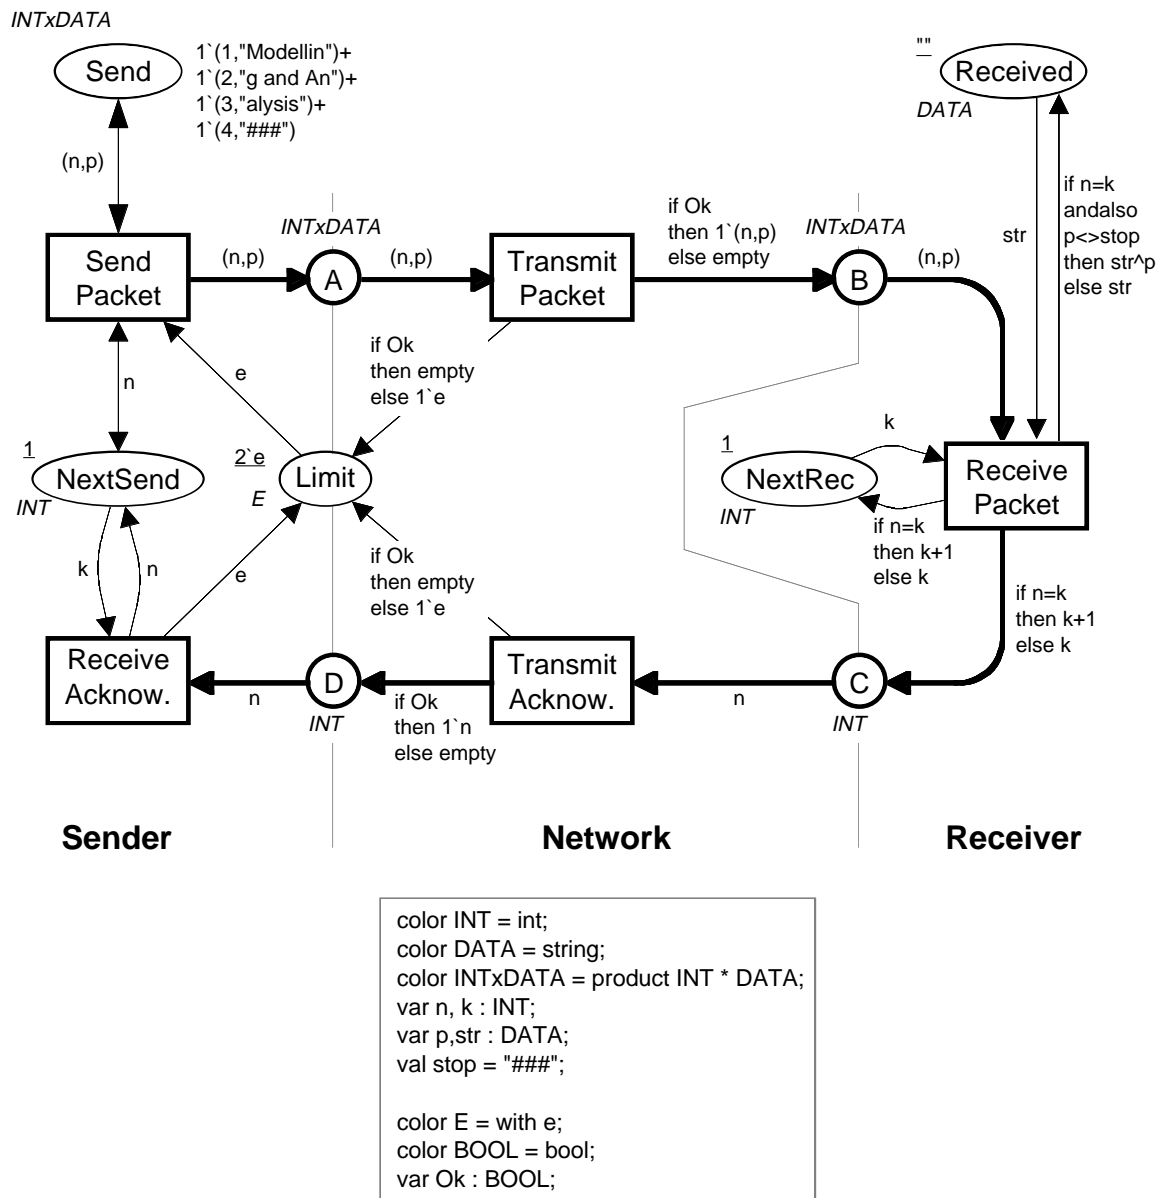 INTxDATA
Send
1`(1,"Modellin")+
1`(2,"g and An")+
1`(3,"alysis")+
1`(4,"###")
""
Received
DATA
(n,p)
str
if n=k
andalso
p<>stop
then str^p
else str
Send
Packet
(n,p)
INTxDATA
A
(n,p)
Transmit
Packet
if Ok
then 1`(n,p)
else empty
INTxDATA
B
(n,p)
n
e
if Ok
then empty
else 1`e
1
NextSend
INT
2`e
Limit
E
1
NextRec
INT
k
Receive
Packet
if n=k
then k+1
else k
k
n
e
if Ok
then empty
else 1`e
if n=k
then k+1
else k
Receive
Acknow.
n
D
INT
if Ok
then 1`n
else empty
Transmit
Acknow.
n
C
INT
Sender
Network
Receiver
color INT = int;
color DATA = string;
color INTxDATA = product INT * DATA;
var n, k : INT;
var p,str : DATA;
val stop = "###";
color E = with e;
color BOOL = bool;
var Ok : BOOL;